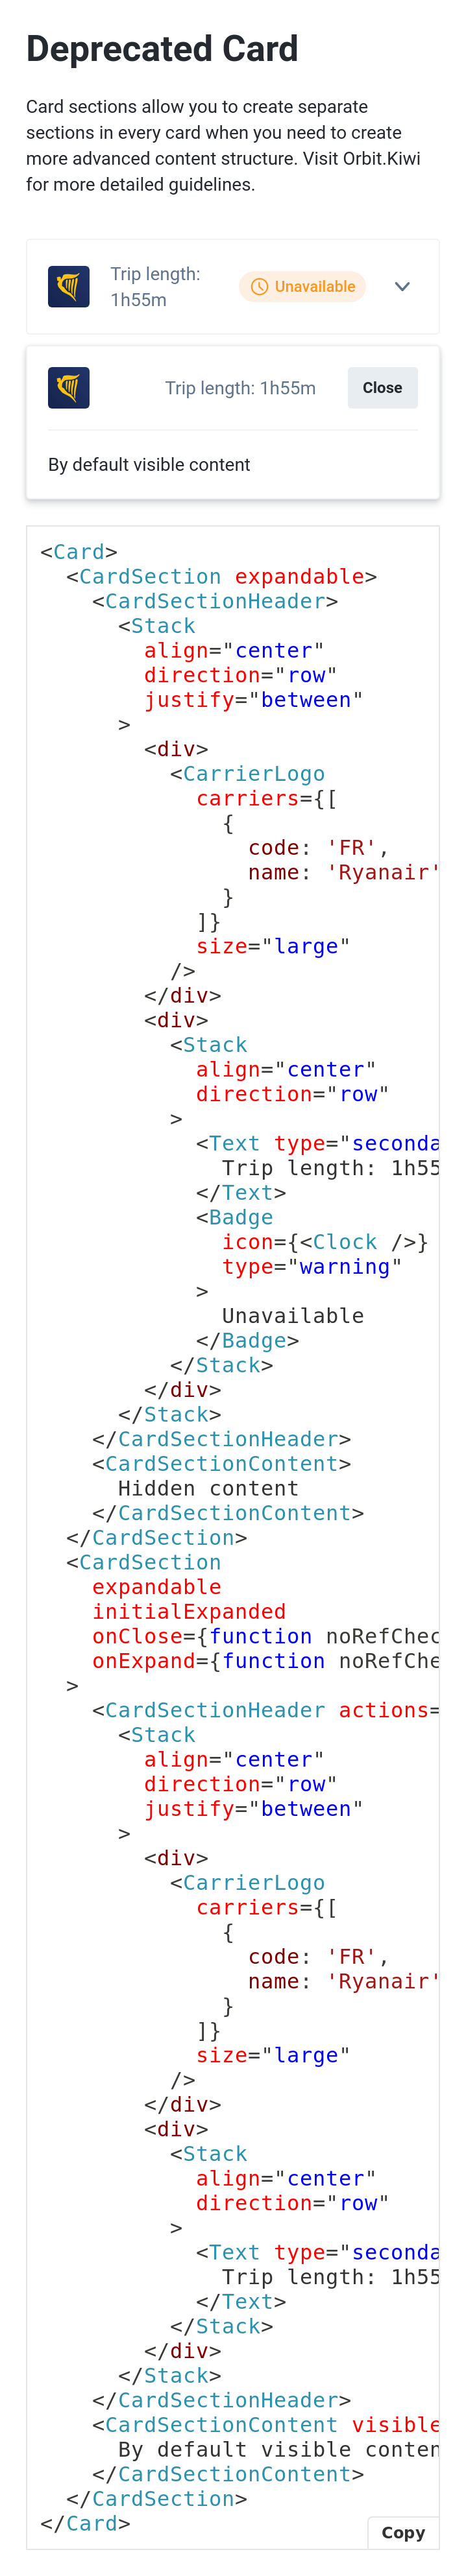 Deprecated Card
Card sections allow you to create separate
sections in every card when you need to create
more advanced content structure. Visit Orbit.Kiwi
for more detailed guidelines.
Trip length:
1h55m
Unavailable
Trip length: 1h55m
Close
By default visible content
<Card>
  <CardSection expandable>
    <CardSectionHeader>
      <Stack
        align="center"
        direction="row"
        justify="between"
      >
        <div>
          <CarrierLogo
            carriers={[
              {
                code: 'FR',
                name: 'Ryanair'
              }
            ]}
            size="large"
          />
        </div>
        <div>
          <Stack
            align="center"
            direction="row"
          >
            <Text type="seconda
              Trip length: 1h55
            </Text>
            <Badge
              icon={<Clock />}
              type="warning"
            >
              Unavailable
            </Badge>
          </Stack>
        </div>
      </Stack>
    </CardSectionHeader>
    <CardSectionContent>
      Hidden content
    </CardSectionContent>
  </CardSection>
  <CardSection
    expandable
    initialExpanded
    onClose={function noRefChec
    onExpand={function noRefChe
  >
    <CardSectionHeader actions=
      <Stack
        align="center"
        direction="row"
        justify="between"
      >
        <div>
          <CarrierLogo
            carriers={[
              {
                code: 'FR',
                name: 'Ryanair'
              }
            ]}
            size="large"
          />
        </div>
        <div>
          <Stack
            align="center"
            direction="row"
          >
            <Text type="seconda
              Trip length: 1h55
            </Text>
          </Stack>
        </div>
      </Stack>
    </CardSectionHeader>
    <CardSectionContent visible
      By default visible conten
    </CardSectionContent>
  </CardSection>
</Card>
Copy